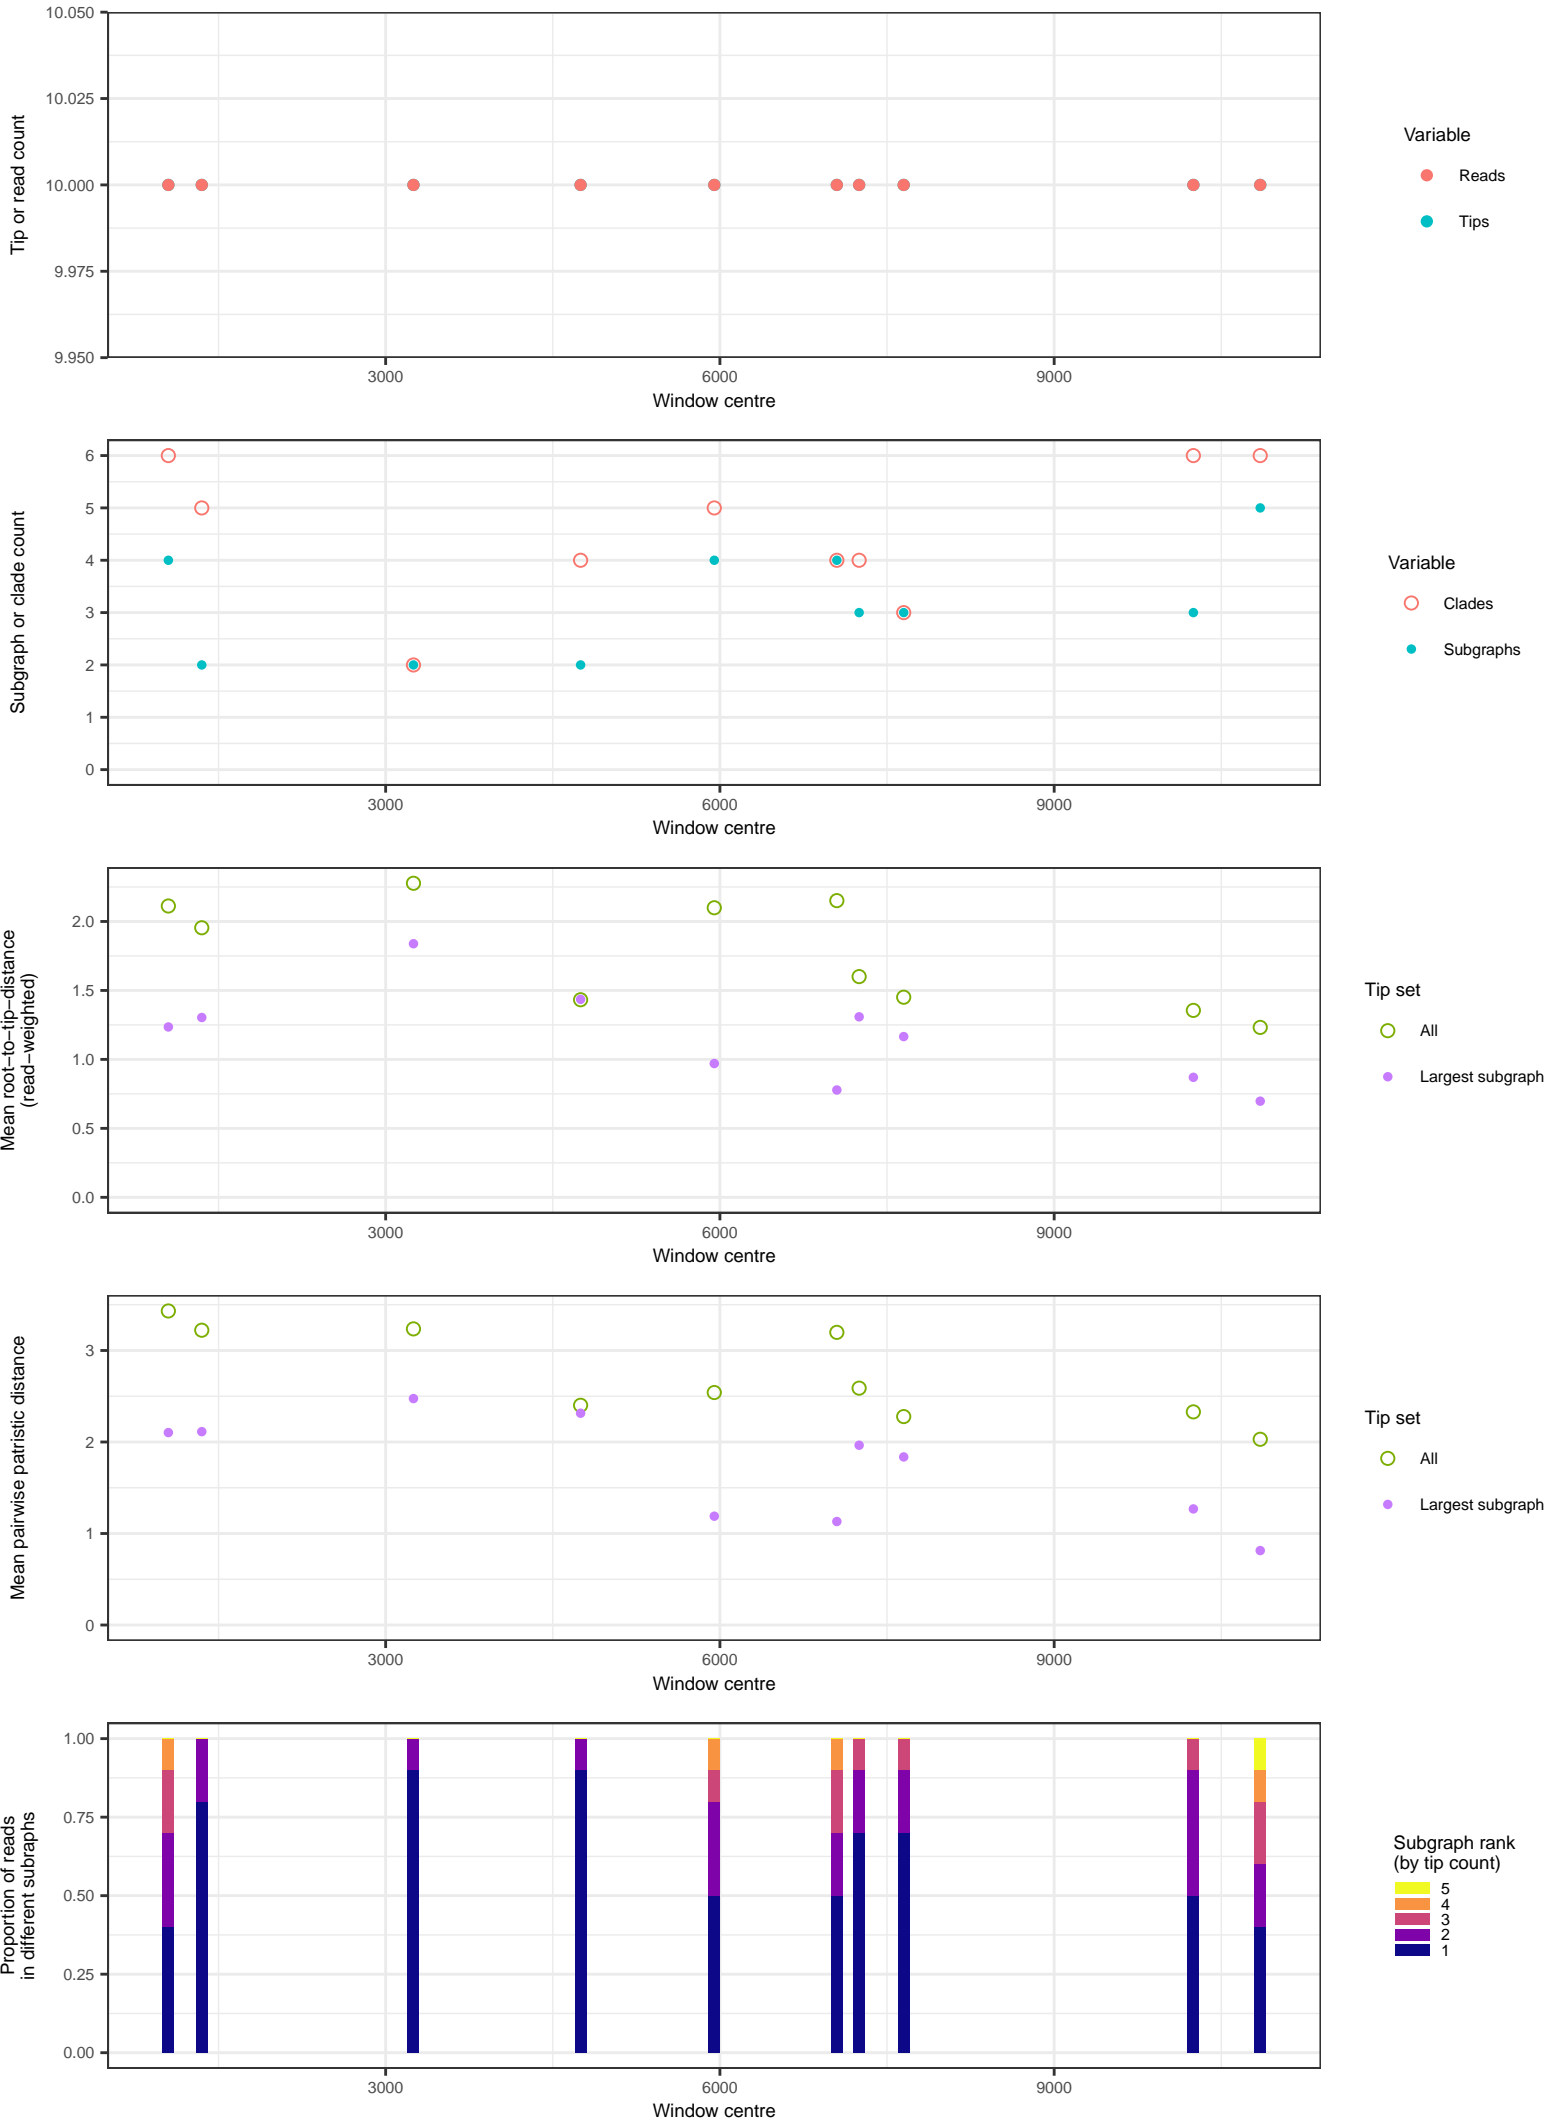 10.050
10.025
10.000
9.975
9.950
Tip or read count
3000
6000
9000
Window centre
Variable
Reads
Tips
6
5
4
3
2
1
0
Subgraph or clade count
3000
6000
9000
Window centre
Variable
Clades
Subgraphs
2.0
1.5
1.0
0.5
0.0
Mean root−to−tip−distance
(read−weighted)
3000
6000
9000
Window centre
Tip set
All
Largest subgraph
3
2
1
0
Mean pairwise patristic distance
3000
6000
9000
Window centre
Tip set
All
Largest subgraph
1.00
0.75
0.50
0.25
0.00
Proportion of reads
in different subraphs
3000
6000
9000
Window centre
Subgraph rank
(by tip count)
5
4
3
2
1